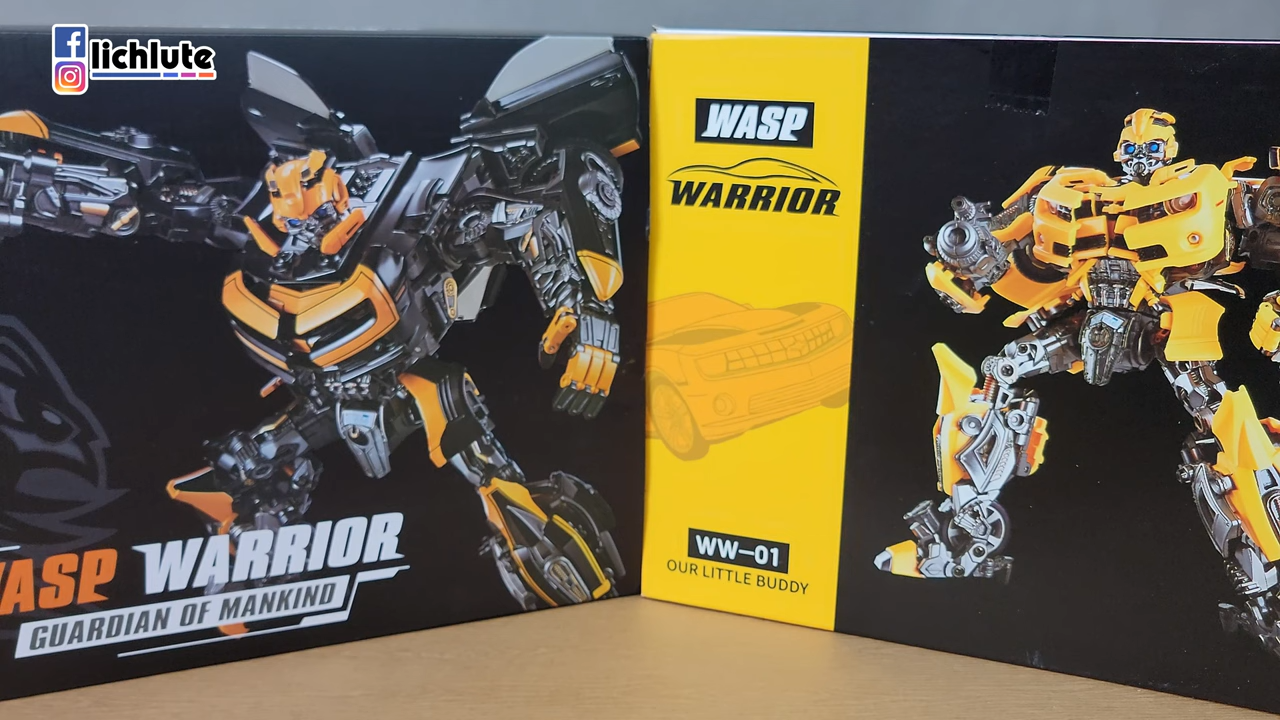 lichlute
WASP WARRIOR
GUARDIAN OF MANKIND
WASP
WARRIOR
WW-01
OUR LITTLE BUDDY